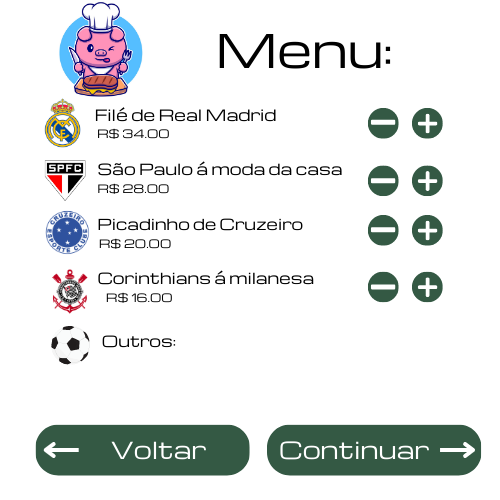 Menu:
Filé de Real Madrid
R$ 34.00
SPFC
São Paulo á moda da casa
R$ 28.00
CRUZEIRO
ESPORTE CLUBE
Picadinho de Cruzeiro
R$ 20.00
Corinthians á milanesa
R$ 16.00
Outros:
Voltar
Continuar